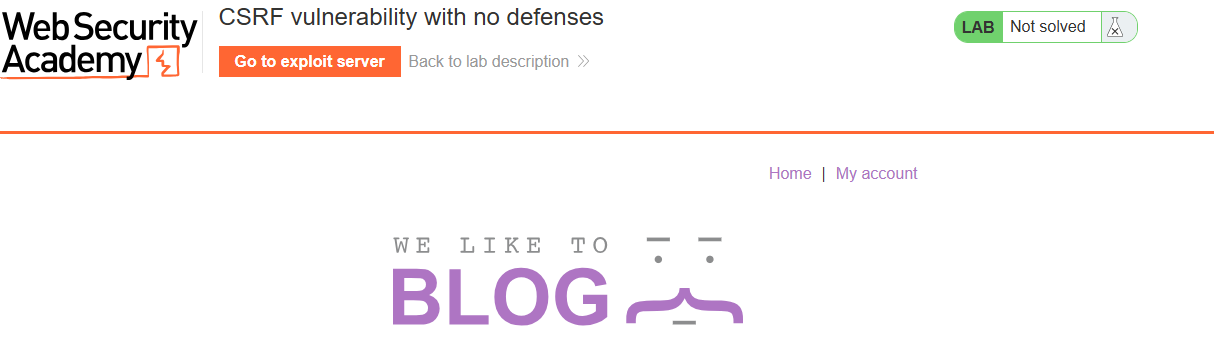 Web Security
Academy
CSRF vulnerability with no defenses
Go to exploit server
Back to lab description
LAB
Not solved
Home | My account
WE LIKE TO
BLOG